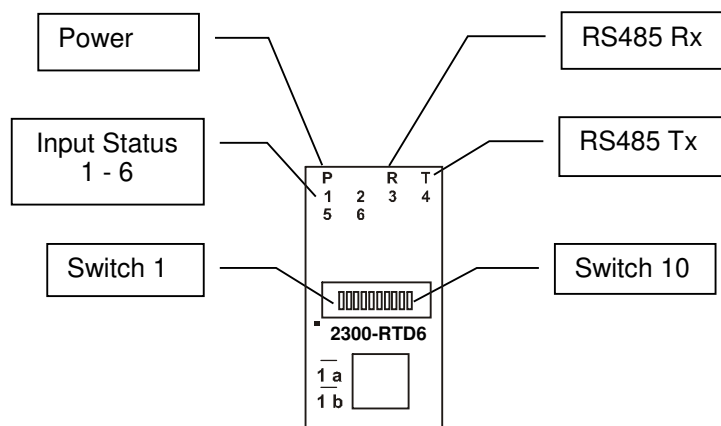 Power
RS485 Rx
Input Status
1 - 6
RS485 Tx
P R T
1 2 3 4
5 6
Switch 1
Switch 10
2300-RTD6
1 a
1 b